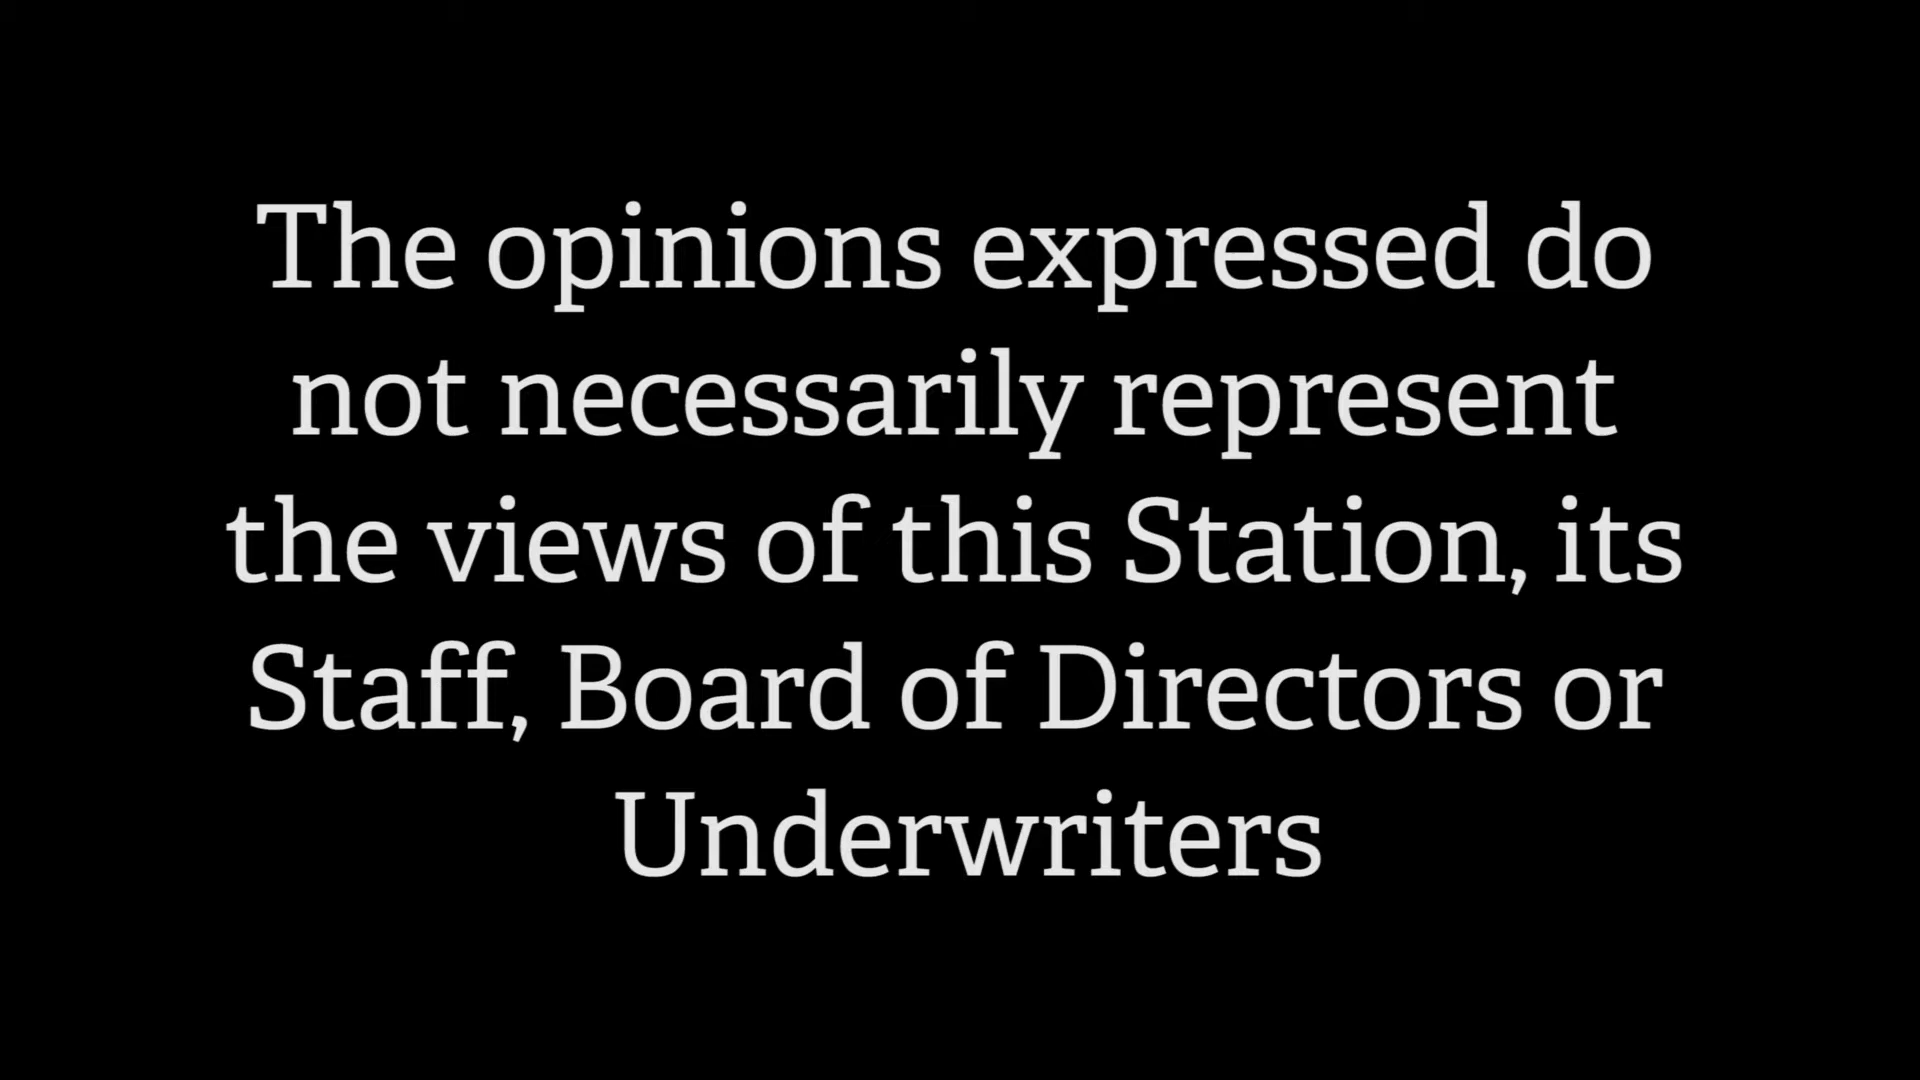 The opinions expressed do
not necessarily represent
the views of this Station, its
Staff, Board of Directors or
Underwriters